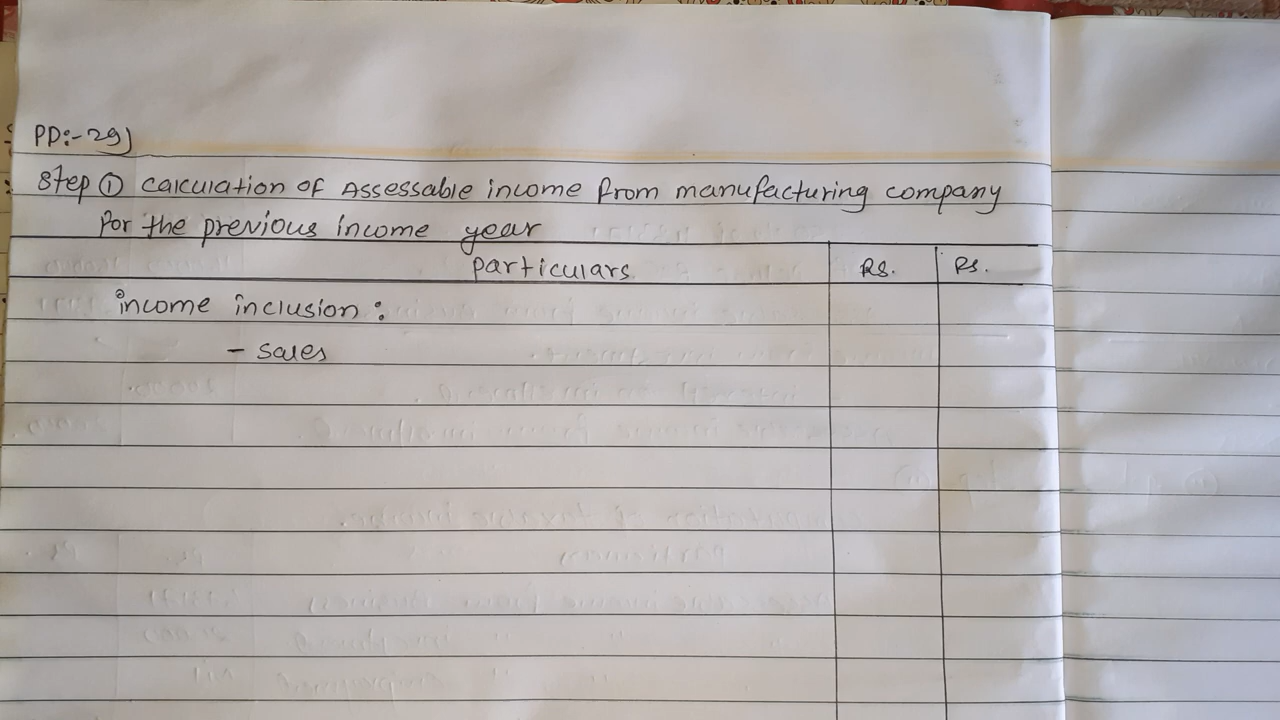 PD:-29)
Step ① calculation of Assessable income from manufacturing company
for the previous income year
particulars Rs. Rs.
income inclusion :
- sales